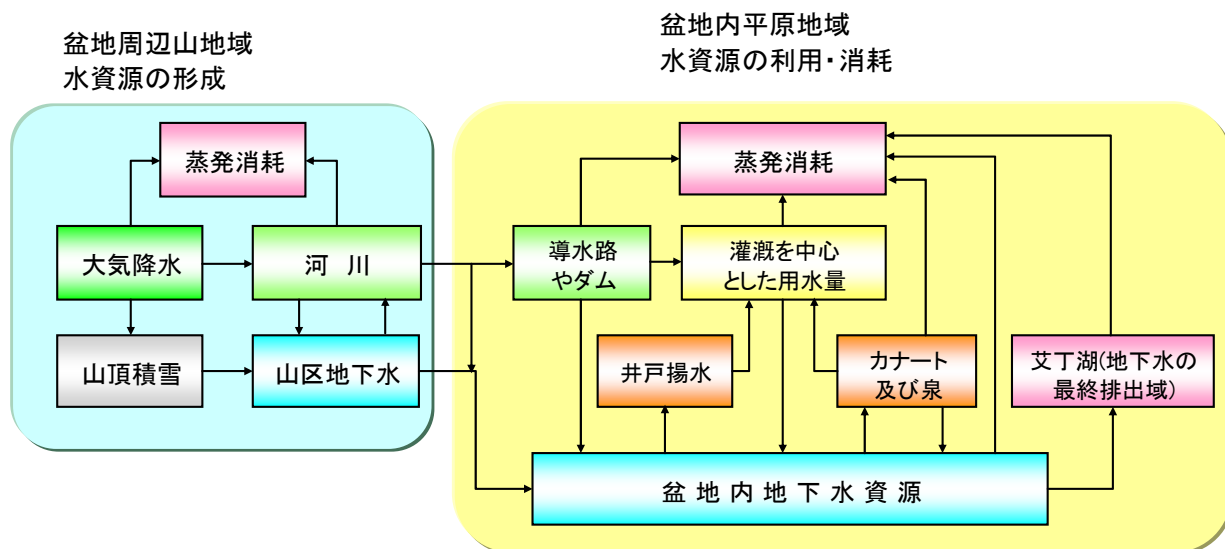 盆地周辺山地域
水資源の形成
盆地内平原地域
水資源の利用・消耗
蒸発消耗
蒸発消耗
大気降水
河 川
導水路
やダム
灌漑を中心
とした用水量
山頂積雪
山区地下水
井戸揚水
カナート
及び泉
艾丁湖(地下水の
最終排出域)
盆 地 内 地 下 水 資 源